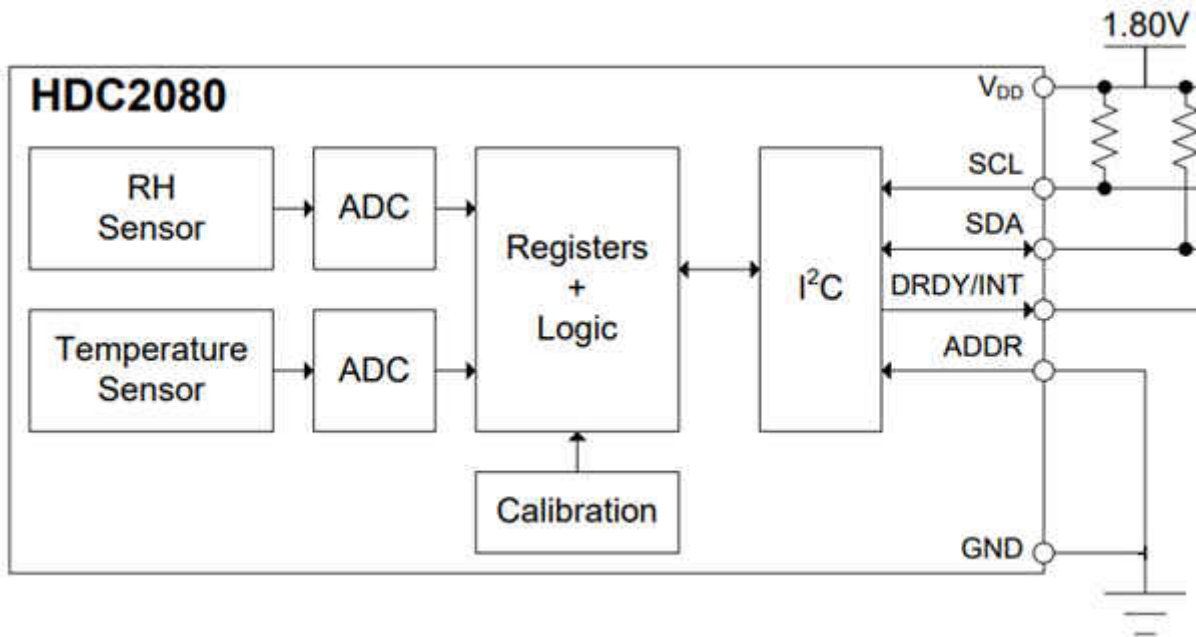 1.80V
HDC2080
V_DD
RH
Sensor
ADC
Registers
+
Logic
I²C
SCL
SDA
DRDY/INT
ADDR
Temperature
Sensor
ADC
Calibration
GND